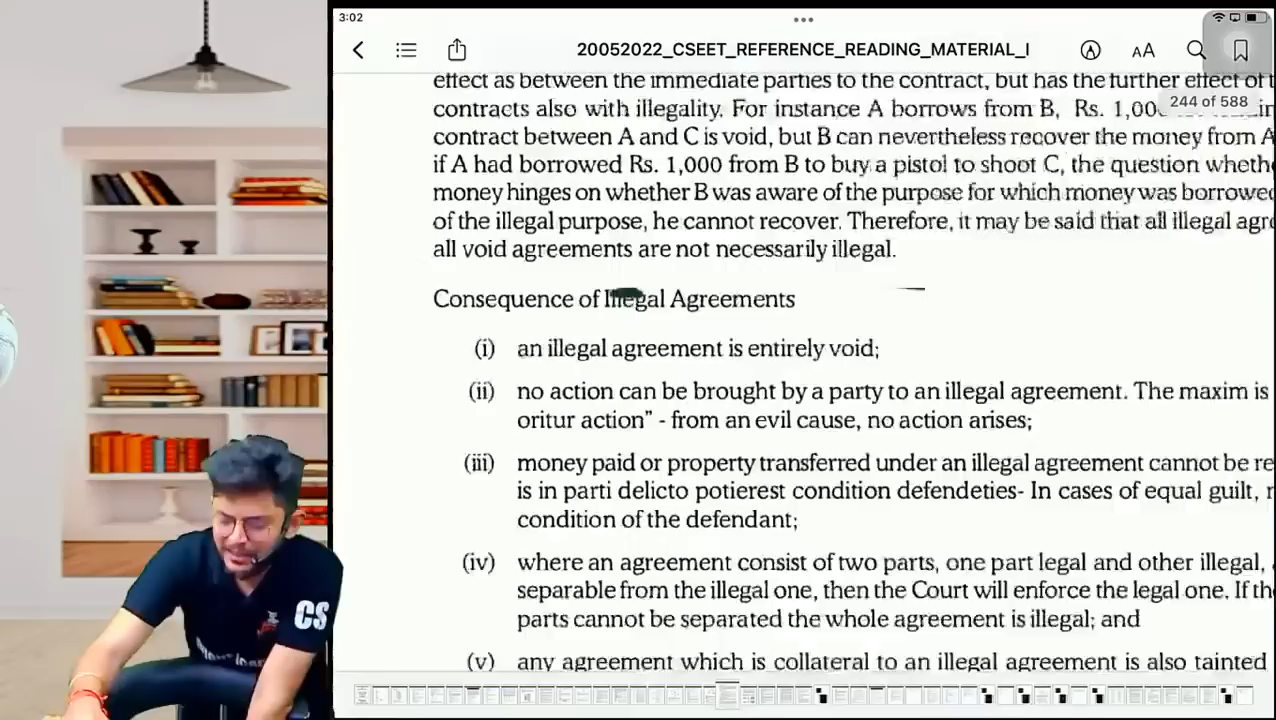 3:02
20052022_CSEET_REFERENCE_READING_MATERIAL_I
AA
244 of 588
effect as between the immediate parties to the contract, but has the further effect of
contracts also with illegality. For instance A borrows from B, Rs. 1,00
contract between A and C is void, but B can nevertheless recover the money from A
if A had borrowed Rs. 1,000 from B to buy a pistol to shoot C, the question
money hinges on whether B was aware of the purpose for which money was borrowed
of the illegal purpose, he cannot recover. Therefore, it may be said that all illegal
all void agreements are not necessarily illegal.
Consequence of Illegal Agreements
(i) an illegal agreement is entirely void;
(ii) no action can be brought by a party to an illegal agreement. The maxim is
oritur action” - from an evil cause, no action arises;
(iii) money paid or property transferred under an illegal agreement cannot be re
is in parti delicto potierest condition defendeties- In cases of equal guilt,
condition of the defendant;
(iv) where an agreement consist of two parts, one part legal and other illegal,
separable from the illegal one, then the Court will enforce the legal one. If
parts cannot be separated the whole agreement is illegal; and
(v) any agreement which is collateral to an illegal agreement is also tainted
CS